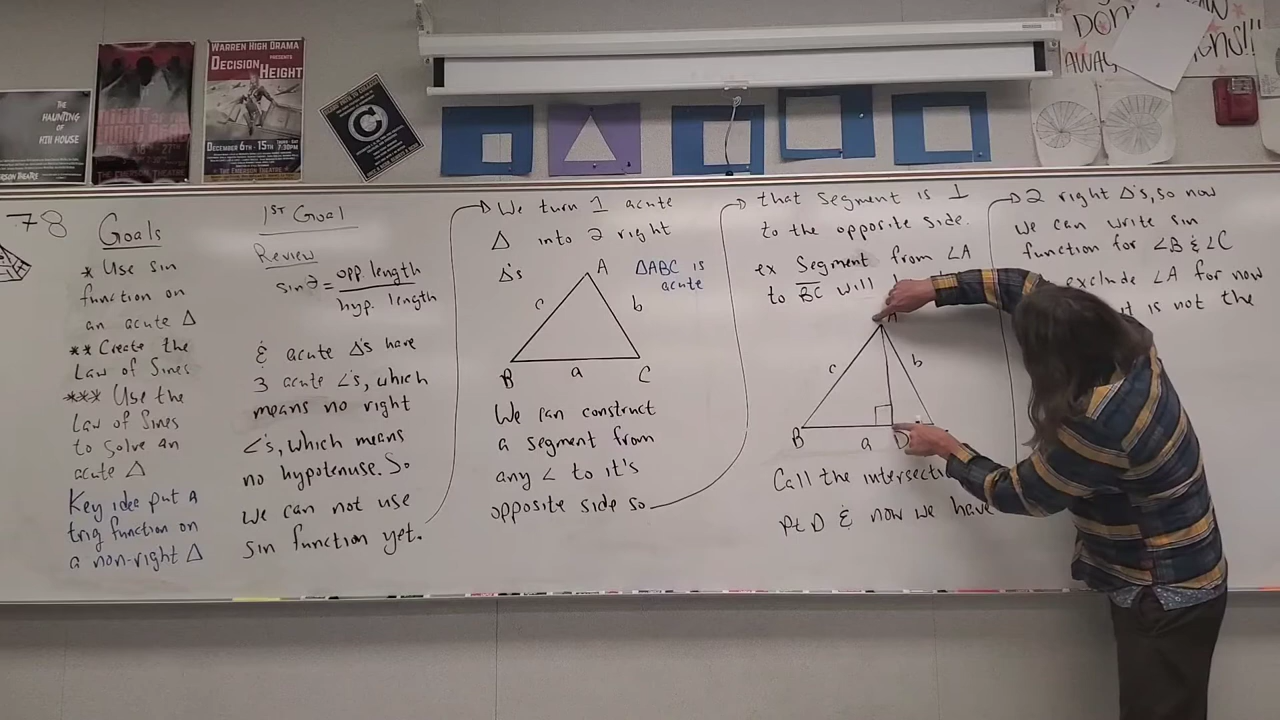 THE
HAUNTING
OF
HILL HOUSE
WARREN HIGH DRAMA
PRESENTS
DECISION
HEIGHT
DECEMBER 6TH - 15TH
7:30PM
THE EMERSON THEATRE
78
Goals
* Use sin
function on
an acute Δ
** Create the
Law of Sines
*** Use the
Law of Sines
to solve an
acute Δ
Key idea put a
trig function on
a non-right Δ
1ST Goal
Review
sin ∂ = opp. length
hyp. length
& acute Δ's have
3 acute ∠'s, which
means no right
∠'s, which means
no hypotenuse. So
we can not use
sin function yet.
We turn 1 acute
Δ into 2 right
Δ's
A
ΔABC is
acute
c
b
B
a
C
We can construct
a segment from
any ∠ to it's
opposite side so
that segment is ⊥
to the opposite side.
ex Segment from ∠A
to BC will
A
c
b
B
a
D
Call the intersecti
pt D & now we have
2 right Δ's, so now
we can write sin
function for ∠B & ∠C
exclude ∠A for now
it is not the